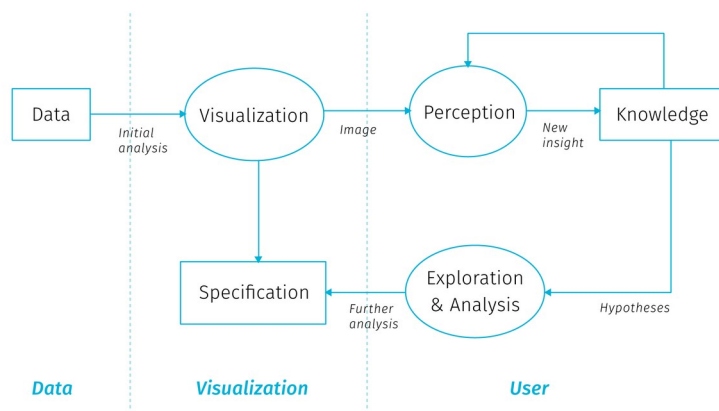 Data
Visualization
Perception
Knowledge
Initial
analysis
Image
New
insight
Specification
Exploration
& Analysis
Further
analysis
Hypotheses
Data
Visualization
User